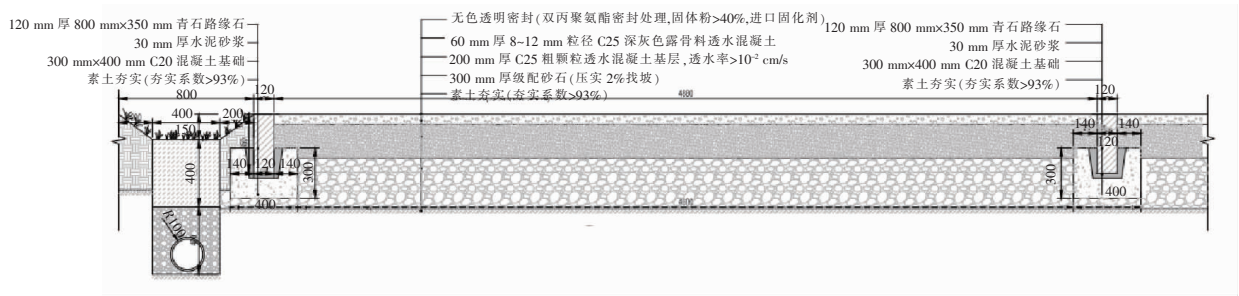 120 mm 厚 800 mm×350 mm 青石路缘石
30 mm 厚水泥砂浆
300 mm×400 mm C20 混凝土基础
素土夯实(夯实系数>93%)
无色透明密封(双丙聚氨酯密封处理,固体粉>40%,进口固化剂)
60 mm 厚 8~12 mm 粒径 C25 深灰色露骨料透水混凝土
200 mm 厚 C25 粗颗粒透水混凝土基层,透水率>10⁻² cm/s
300 mm 厚级配砂石(压实 2%找坡)
素土夯实(夯实系数>93%)
120 mm 厚 800 mm×350 mm 青石路缘石
30 mm 厚水泥砂浆
300 mm×400 mm C20 混凝土基础
素土夯实(夯实系数>93%)
800
120
120
400
200
150
140
140
120
140
120
140
400
300
300
400
400
R100